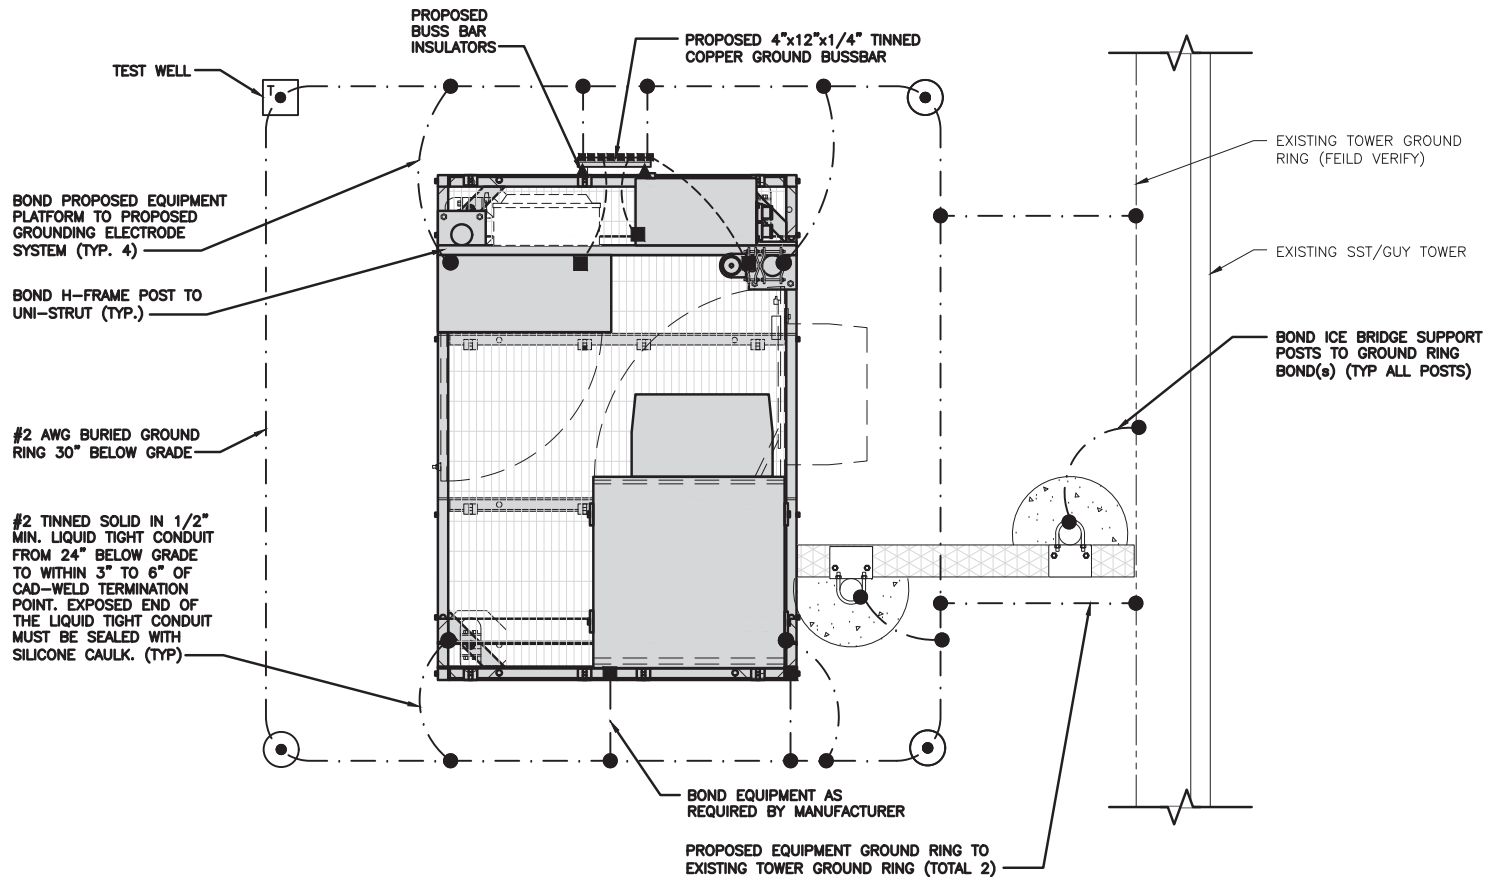 PROPOSED
BUSS BAR
INSULATORS
PROPOSED 4"x12"x1/4" TINNED
COPPER GROUND BUSSBAR
TEST WELL
T
EXISTING TOWER GROUND
RING (FEILD VERIFY)
BOND PROPOSED EQUIPMENT
PLATFORM TO PROPOSED
GROUNDING ELECTRODE
SYSTEM (TYP. 4)
EXISTING SST/GUY TOWER
BOND H-FRAME POST TO
UNI-STRUT (TYP.)
BOND ICE BRIDGE SUPPORT
POSTS TO GROUND RING
BOND(s) (TYP ALL POSTS)
#2 AWG BURIED GROUND
RING 30" BELOW GRADE
#2 TINNED SOLID IN 1/2"
MIN. LIQUID TIGHT CONDUIT
FROM 24" BELOW GRADE
TO WITHIN 3" TO 6" OF
CAD-WELD TERMINATION
POINT. EXPOSED END OF
THE LIQUID TIGHT CONDUIT
MUST BE SEALED WITH
SILICONE CAULK. (TYP)
BOND EQUIPMENT AS
REQUIRED BY MANUFACTURER
PROPOSED EQUIPMENT GROUND RING TO
EXISTING TOWER GROUND RING (TOTAL 2)